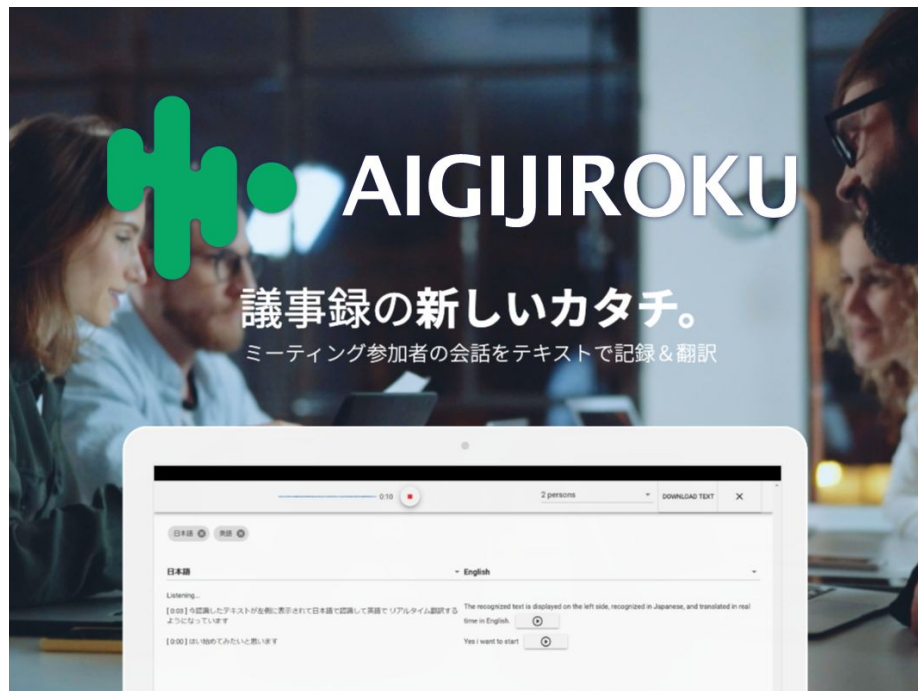 AIGIJIROKU
議事録の新しいカタチ。
ミーティング参加者の会話をテキストで記録＆翻訳
0:10
2 persons
DOWNLOAD TEXT
日本語
英語
日本語
English
Listening...
[0:03] 今認識したテキストが左側に表示されて日本語で認識して英語で リアルタイム翻訳する
ようになっています
The recognized text is displayed on the left side, recognized in Japanese, and translated in real
time in English.
[0:00] はい始めてみたいと思います
Yes i want to start